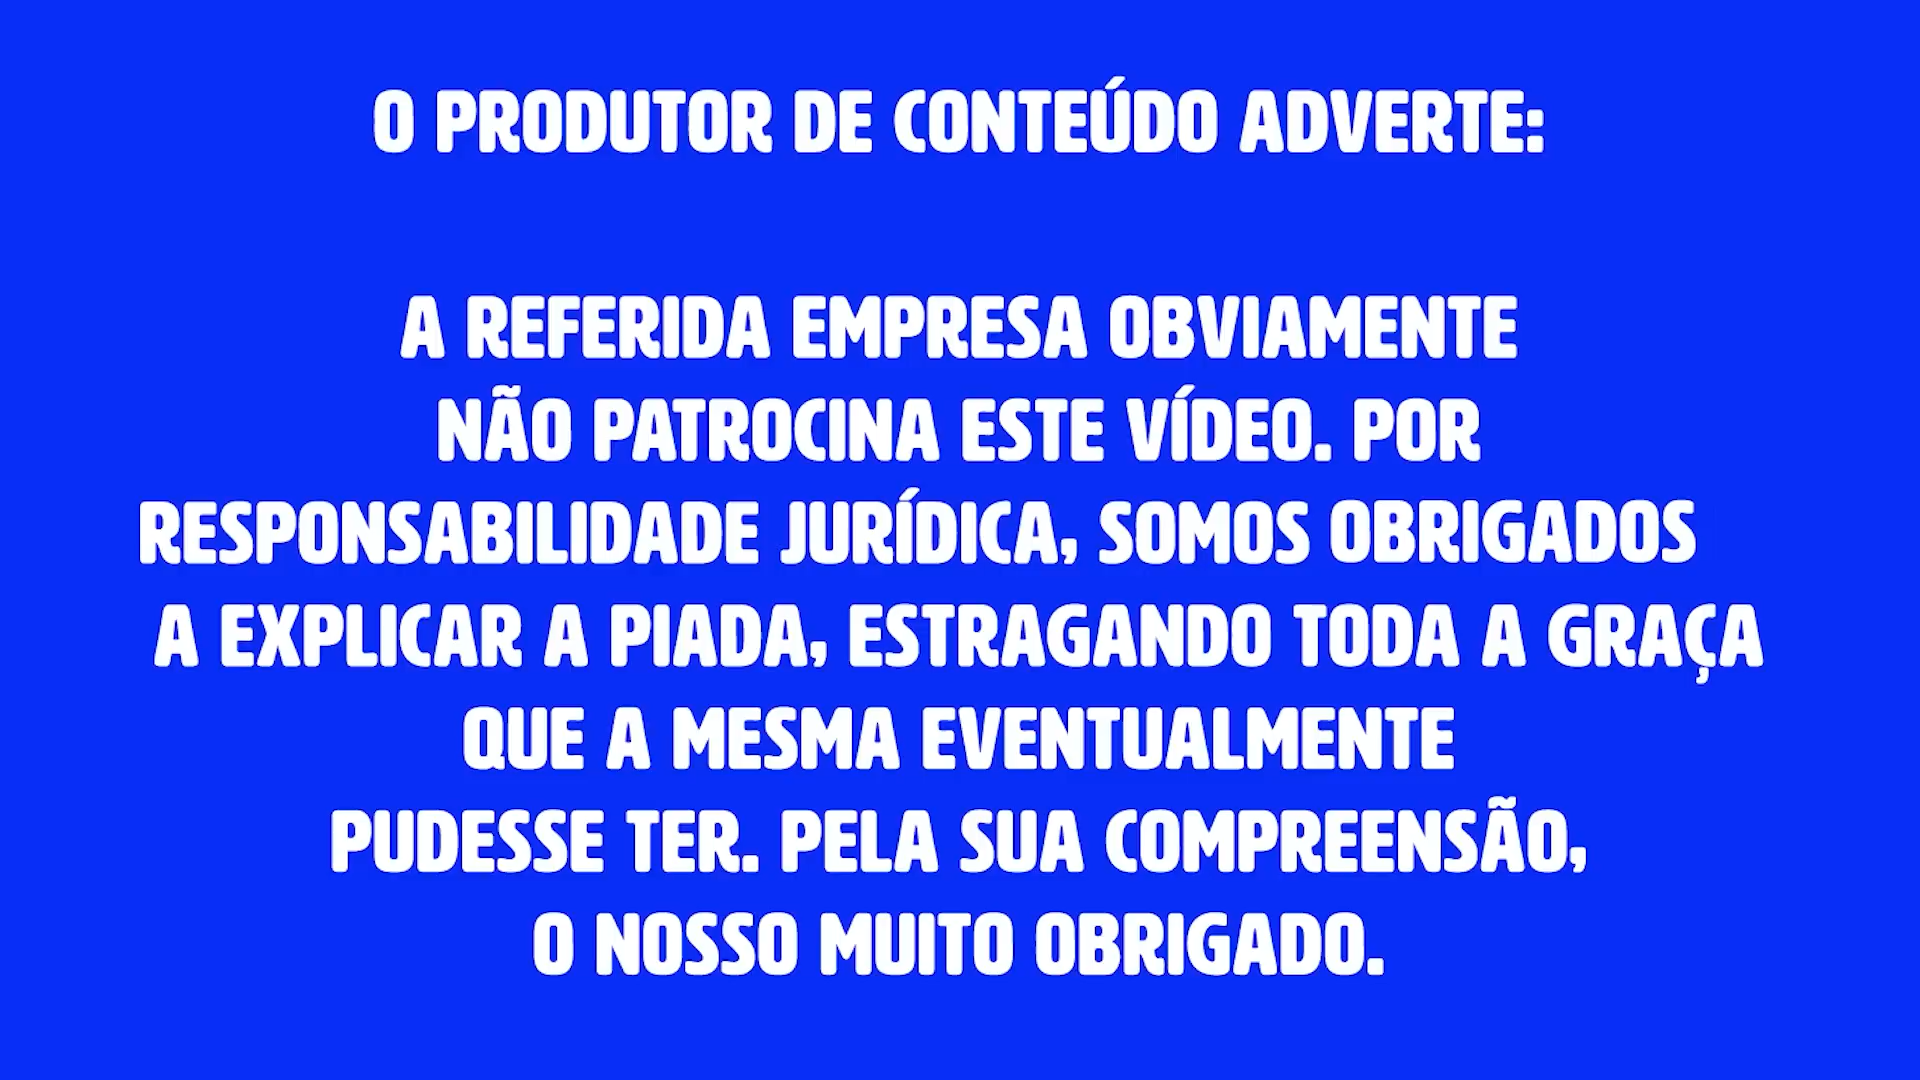 O PRODUTOR DE CONTEÚDO ADVERTE:
A REFERIDA EMPRESA OBVIAMENTE
NÃO PATROCINA ESTE VÍDEO. POR
RESPONSABILIDADE JURÍDICA, SOMOS OBRIGADOS
A EXPLICAR A PIADA, ESTRAGANDO TODA A GRAÇA
QUE A MESMA EVENTUALMENTE
PUDESSE TER. PELA SUA COMPREENSÃO,
O NOSSO MUITO OBRIGADO.